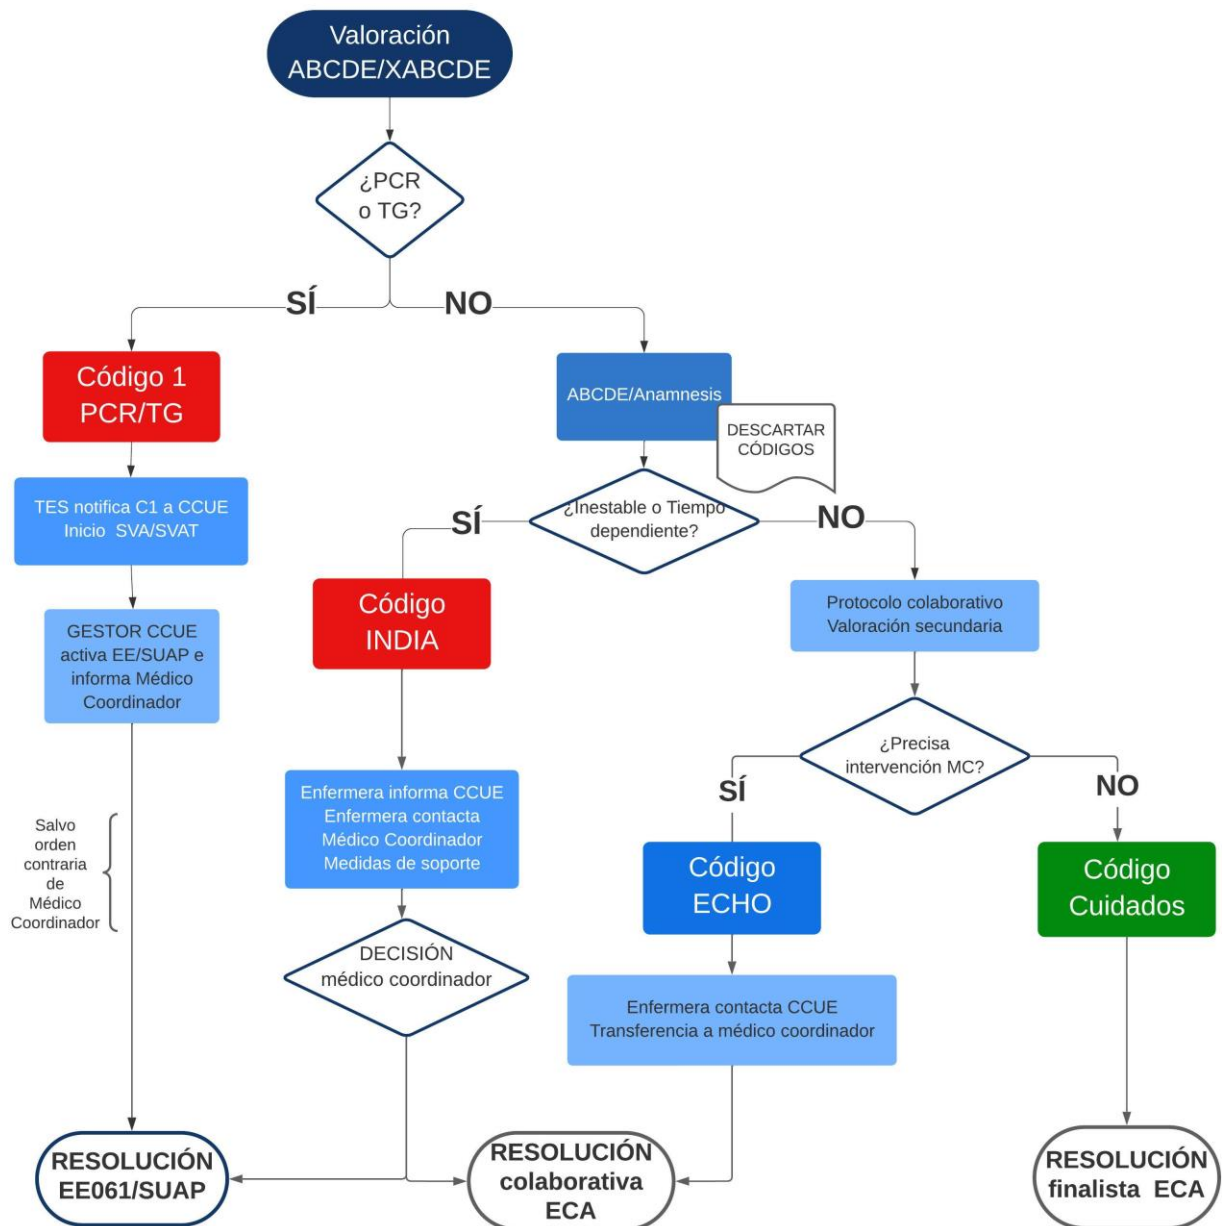 Valoración
ABCDE/XABCDE
¿PCR
o TG?
SÍ
NO
Código 1
PCR/TG
ABCDE/Anamnesis
DESCARTAR
CÓDIGOS
TES notifica C1 a CCUE
Inicio SVA/SVAT
¿Inestable o Tiempo
dependiente?
SÍ
NO
GESTOR CCUE
activa EE/SUAP e
informa Médico
Coordinador
Código
INDIA
Protocolo colaborativo
Valoración secundaria
¿Precisa
intervención MC?
SÍ
NO
Enfermera informa CCUE
Enfermera contacta
Médico Coordinador
Medidas de soporte
Salvo
orden
contraria
de
Médico
Coordinador
Código
ECHO
Código
Cuidados
DECISIÓN
médico coordinador
Enfermera contacta CCUE
Transferencia a médico coordinador
RESOLUCIÓN
EE061/SUAP
RESOLUCIÓN
colaborativa
ECA
RESOLUCIÓN
finalista ECA